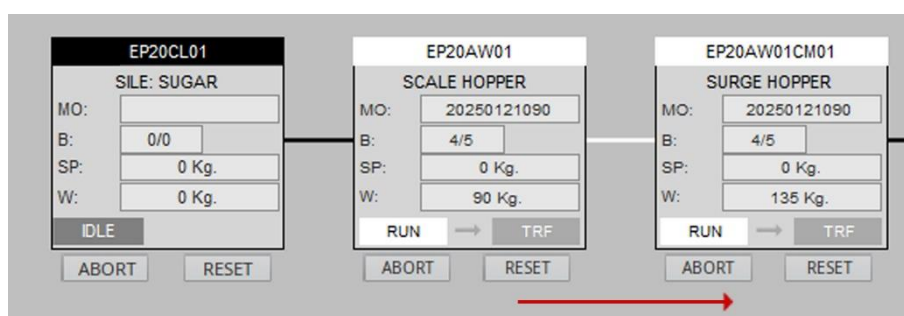 EP20CL01
SILE: SUGAR
MO:
B: 0/0
SP: 0 Kg.
W: 0 Kg.
IDLE
ABORT RESET
EP20AW01
SCALE HOPPER
MO: 20250121090
B: 4/5
SP: 0 Kg.
W: 90 Kg.
RUN TRF
ABORT RESET
EP20AW01CM01
SURGE HOPPER
MO: 20250121090
B: 4/5
SP: 0 Kg.
W: 135 Kg.
RUN TRF
ABORT RESET